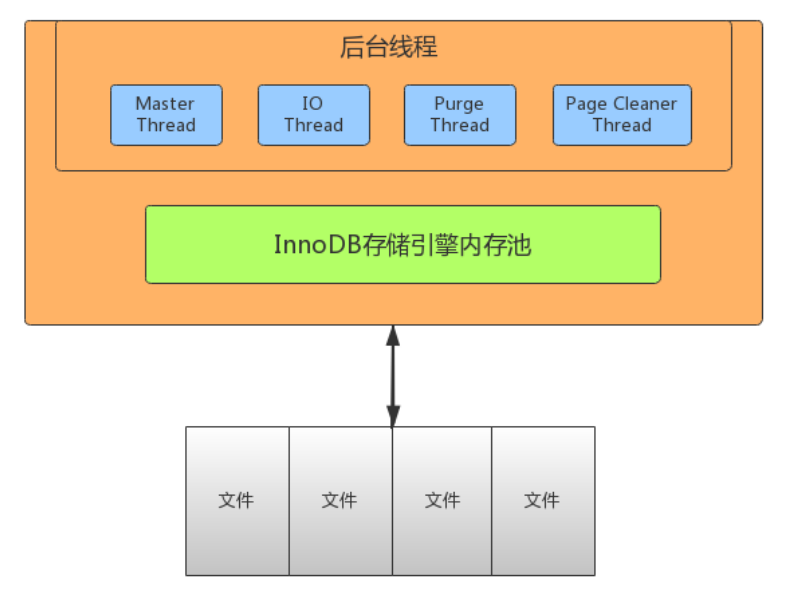 后台线程
Master
Thread
IO
Thread
Purge
Thread
Page Cleaner
Thread
InnoDB存储引擎内存池
文件
文件
文件
文件